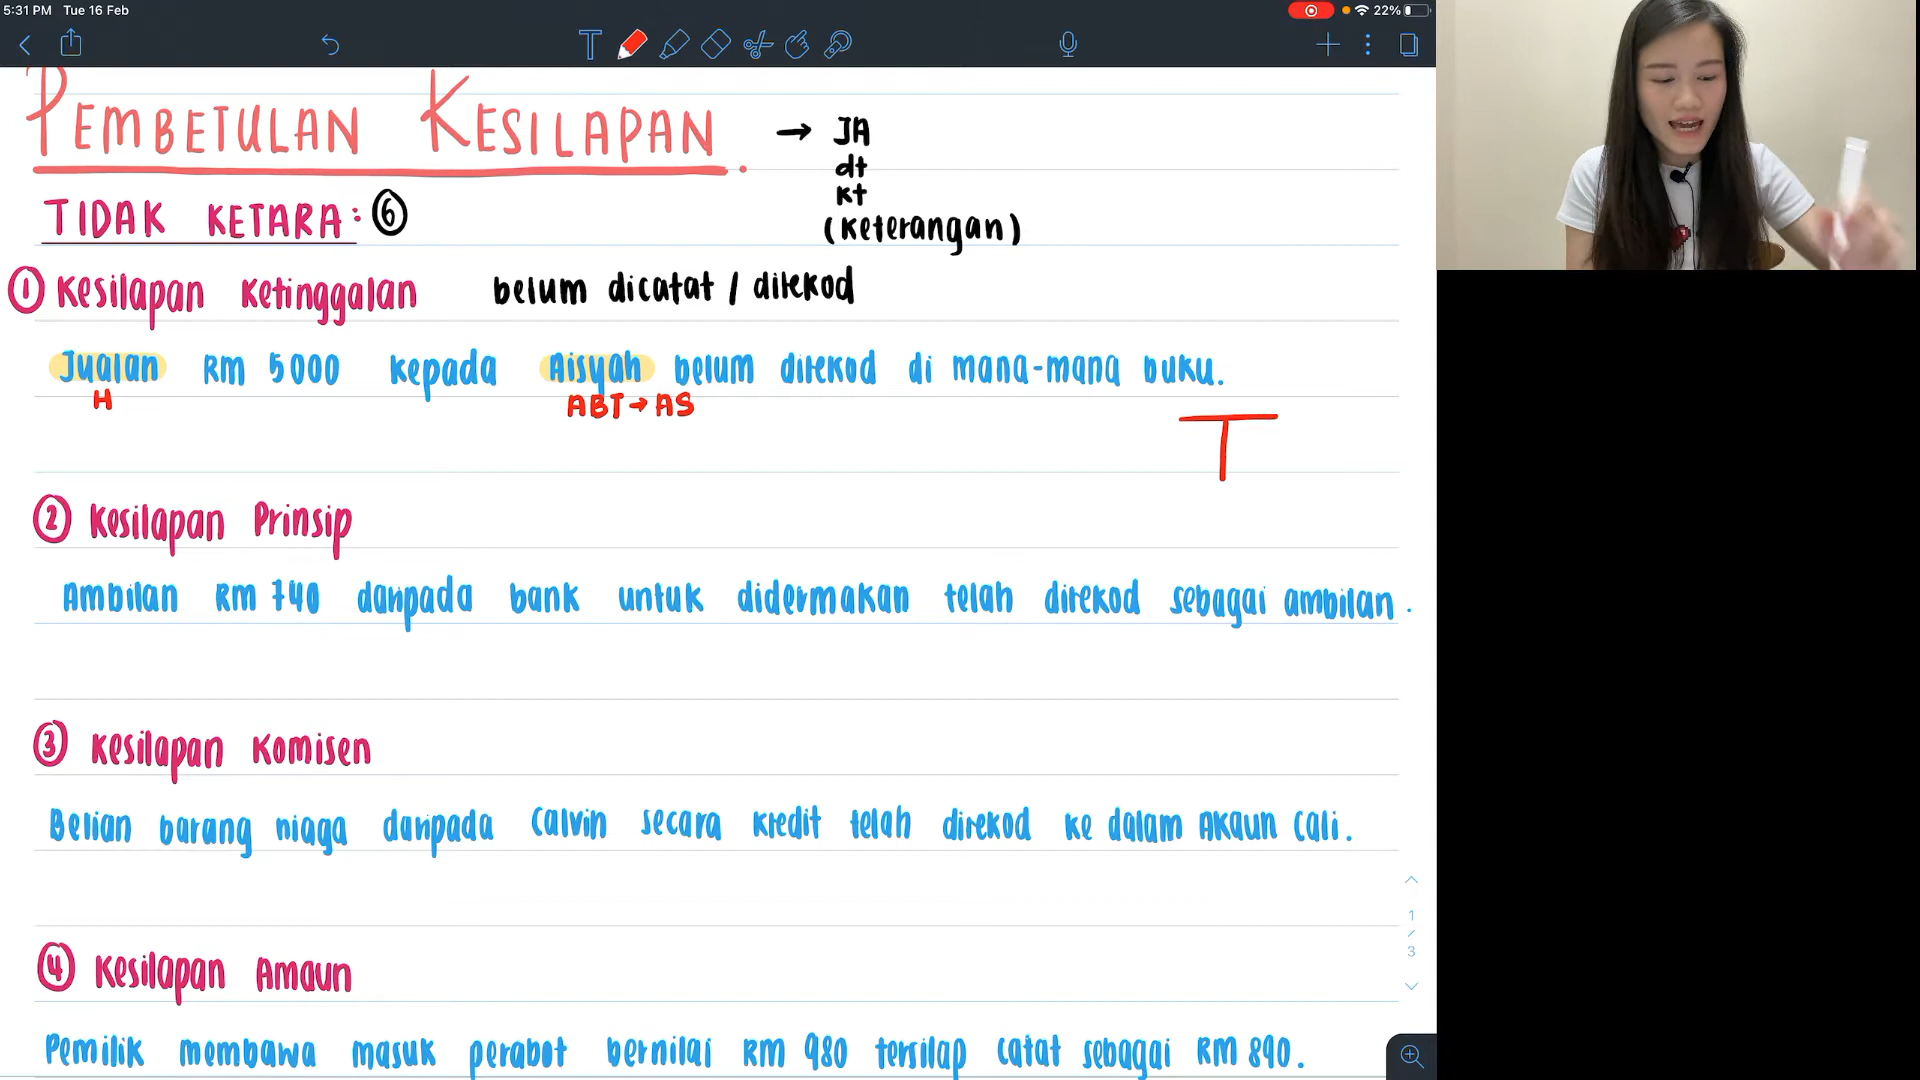 5:31 PM Tue 16 Feb
22%
PEMBETULAN KESILAPAN. → JA
dt
kt
(keterangan)
TIDAK KETARA: ⑥
① Kesilapan Ketinggalan belum dicatat / direkod
Jualan RM 5000 kepada Aisyah belum direkod di mana-mana buku.
H ABT → AS
T
② Kesilapan Prinsip
Ambilan RM 740 daripada bank untuk didermakan telah direkod sebagai ambilan.
③ Kesilapan Komisen
Belian barang niaga daripada Calvin secara kredit telah direkod ke dalam Akaun Cali.
④ Kesilapan Amaun
Pemilik membawa masuk perabot bernilai RM 980 tersilap catat sebagai RM 890.
1
/
3